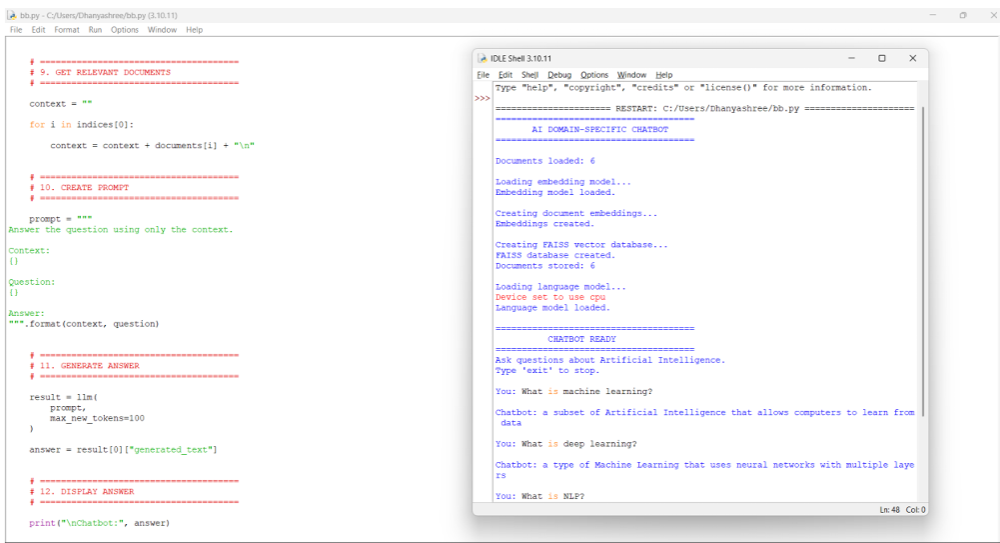 bb.py - C:/Users/Dhanyashree/bb.py (3.10.11)
File Edit Format Run Options Window Help
# ======================================
# 9. GET RELEVANT DOCUMENTS
# ======================================
context = ""
for i in indices[0]:
context = context + documents[i] + "\n"
# ======================================
# 10. CREATE PROMPT
# ======================================
prompt = """
Answer the question using only the context.
Context:
{}
Question:
{}
Answer:
""".format(context, question)
# ======================================
# 11. GENERATE ANSWER
# ======================================
result = llm(
prompt,
max_new_tokens=100
)
answer = result[0]["generated_text"]
# ======================================
# 12. DISPLAY ANSWER
# ======================================
print("\nChatbot:", answer)
IDLE Shell 3.10.11
File Edit Shell Debug Options Window Help
Type "help", "copyright", "credits" or "license()" for more information.
>>>
====================== RESTART: C:/Users/Dhanyashree/bb.py =====================
======================================
AI DOMAIN-SPECIFIC CHATBOT
======================================
Documents loaded: 6
Loading embedding model...
Embedding model loaded.
Creating document embeddings...
Embeddings created.
Creating FAISS vector database...
FAISS database created.
Documents stored: 6
Loading language model...
Device set to use cpu
Language model loaded.
======================================
CHATBOT READY
======================================
Ask questions about Artificial Intelligence.
Type 'exit' to stop.
You: What is machine learning?
Chatbot: a subset of Artificial Intelligence that allows computers to learn from
data
You: What is deep learning?
Chatbot: a type of Machine Learning that uses neural networks with multiple laye
rs
You: What is NLP?
Ln: 48 Col: 0